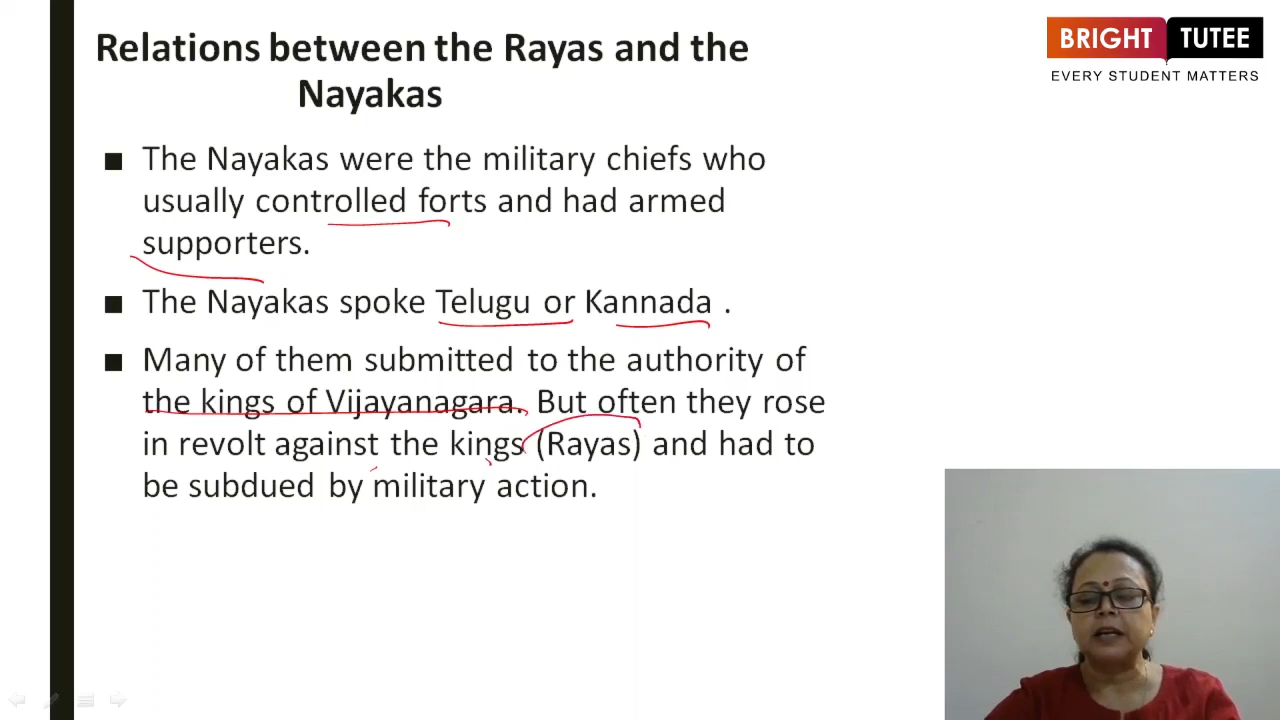 Relations between the Rayas and the
Nayakas
BRIGHT TUTEE
EVERY STUDENT MATTERS
■ The Nayakas were the military chiefs who
usually controlled forts and had armed
supporters.
■ The Nayakas spoke Telugu or Kannada .
■ Many of them submitted to the authority of
the kings of Vijayanagara. But often they rose
in revolt against the kings (Rayas) and had to
be subdued by military action.